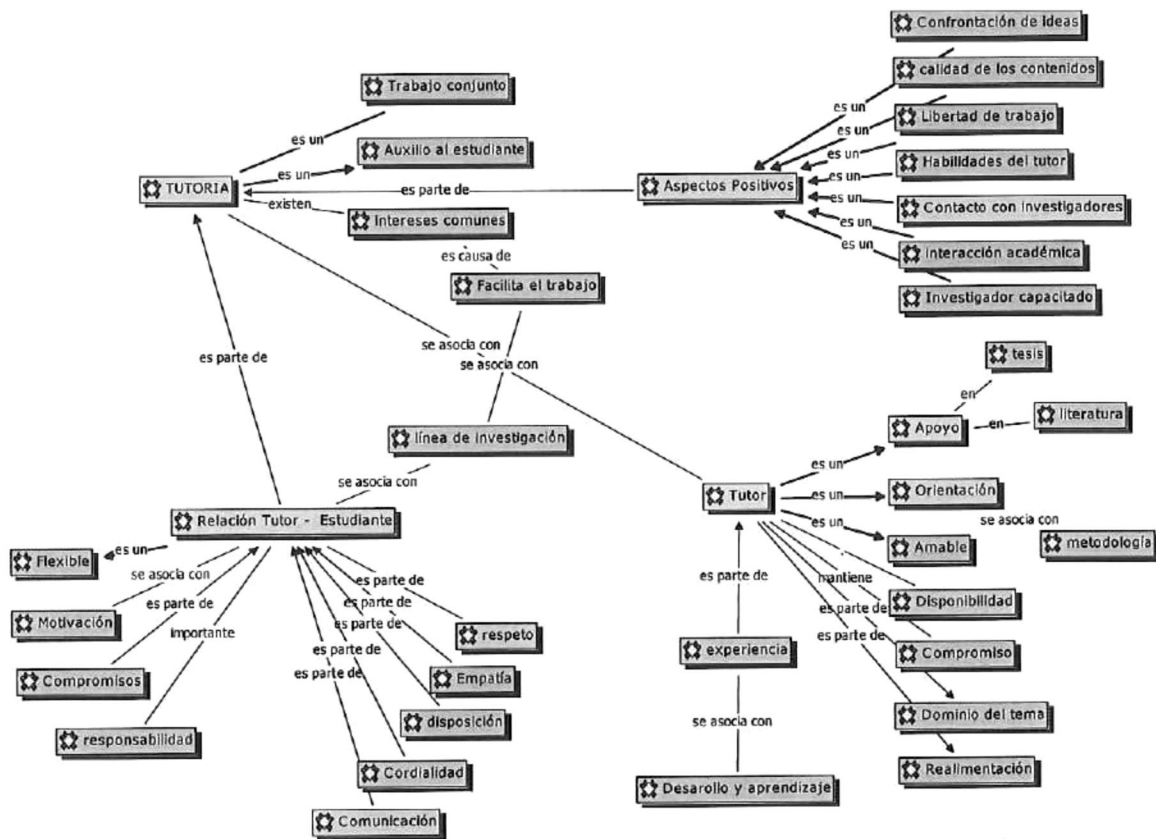 Confrontación de ideas
calidad de los contenidos
Libertad de trabajo
Habilidades del tutor
Contacto con investigadores
Interacción académica
Investigador capacitado
es un
es un
es un
es un
es un
es un
Aspectos Positivos
es parte de
Trabajo conjunto
es un
Auxilio al estudiante
es un
TUTORIA
existen
Intereses comunes
es causa de
Facilita el trabajo
es parte de
se asocia con
se asocia con
línea de investigación
se asocia con
Relación Tutor - Estudiante
es un
Flexible
se asocia con
Motivación
es parte de
Compromisos
importante
responsabilidad
es parte de
respeto
es parte de
Empatía
es parte de
disposición
es parte de
Cordialidad
es parte de
Comunicación
tesis
en
literatura
en
Apoyo
es un
Tutor
es un
Orientación
es un
Amable
se asocia con
metodología
mantiene
Disponibilidad
es parte de
Compromiso
es parte de
Dominio del tema
Realimentación
es parte de
experiencia
se asocia con
Desarollo y aprendizaje